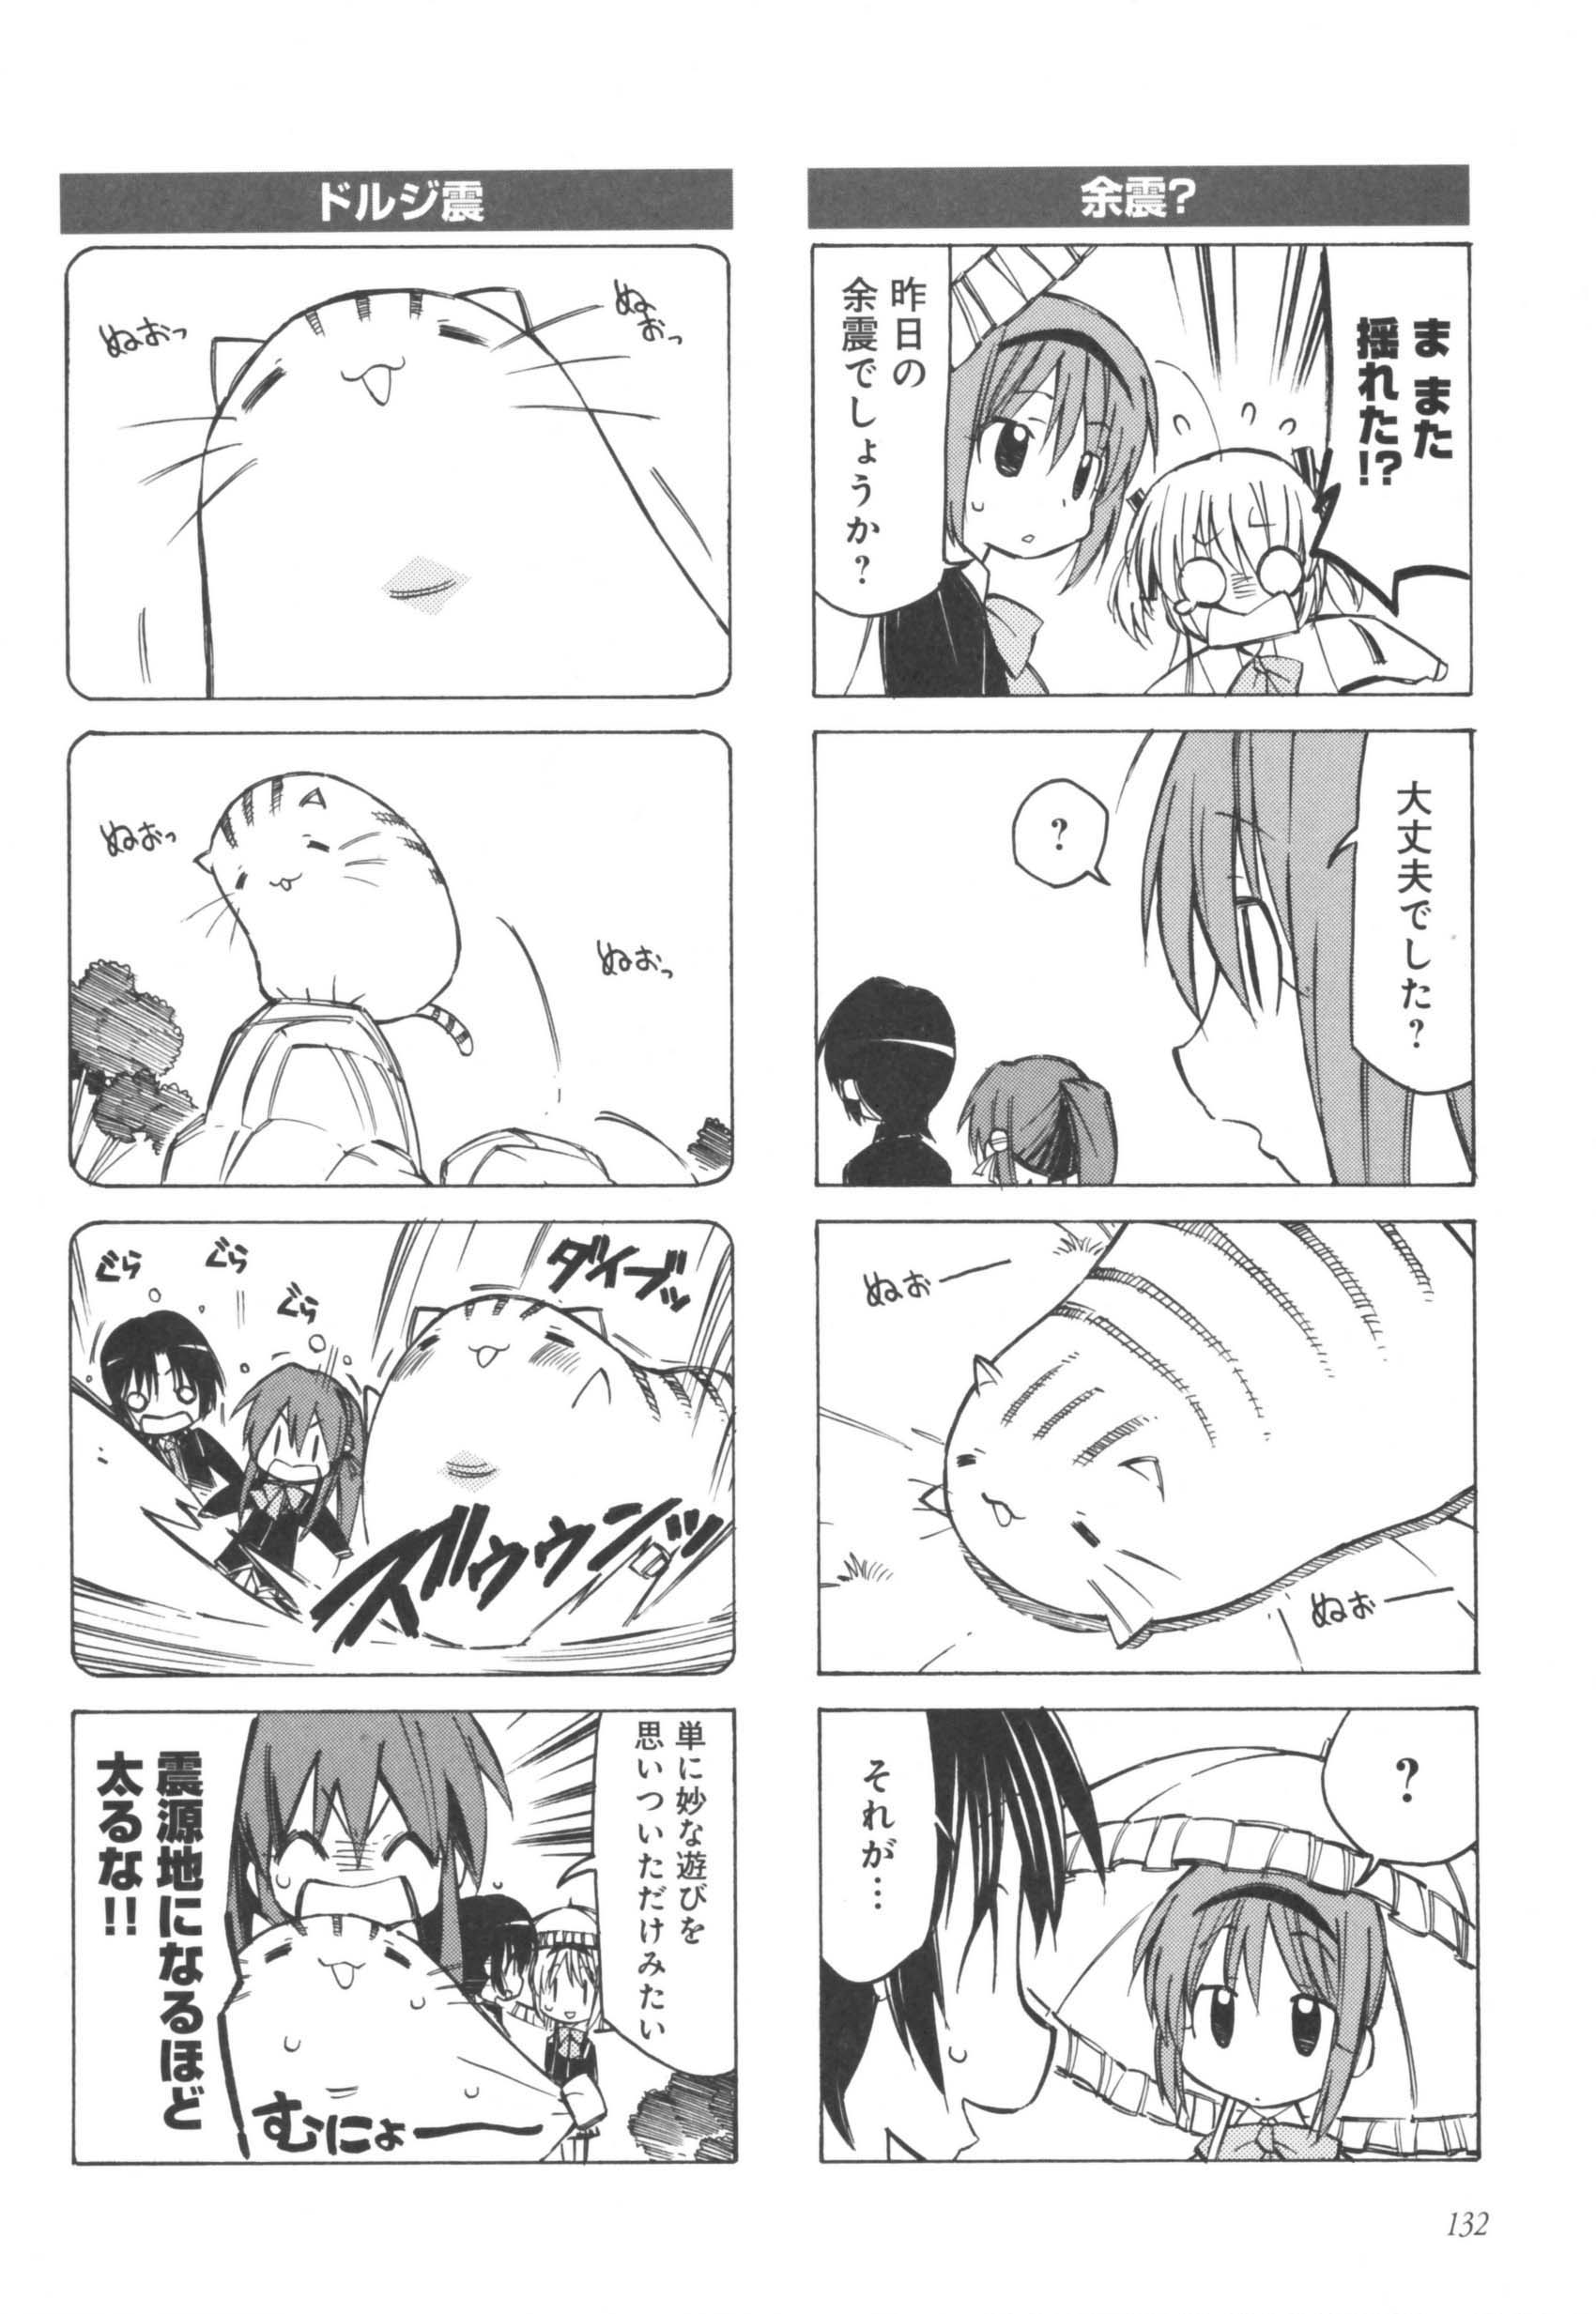 余震?
ま また
揺れた!?
昨日の
余震でしょうか?
大丈夫でした?
?
ぬおー
ぬおー
?
それが…
ドルジ震
ぬおっ
ぬおっ
ぬおっ
ぬおっ
ダイブッ
ぐら
ぐら
ぐら
ズゥゥンッ
単に妙な遊びを
思いついただけみたい
震源地になるほど
太るな!!
むにょー
132